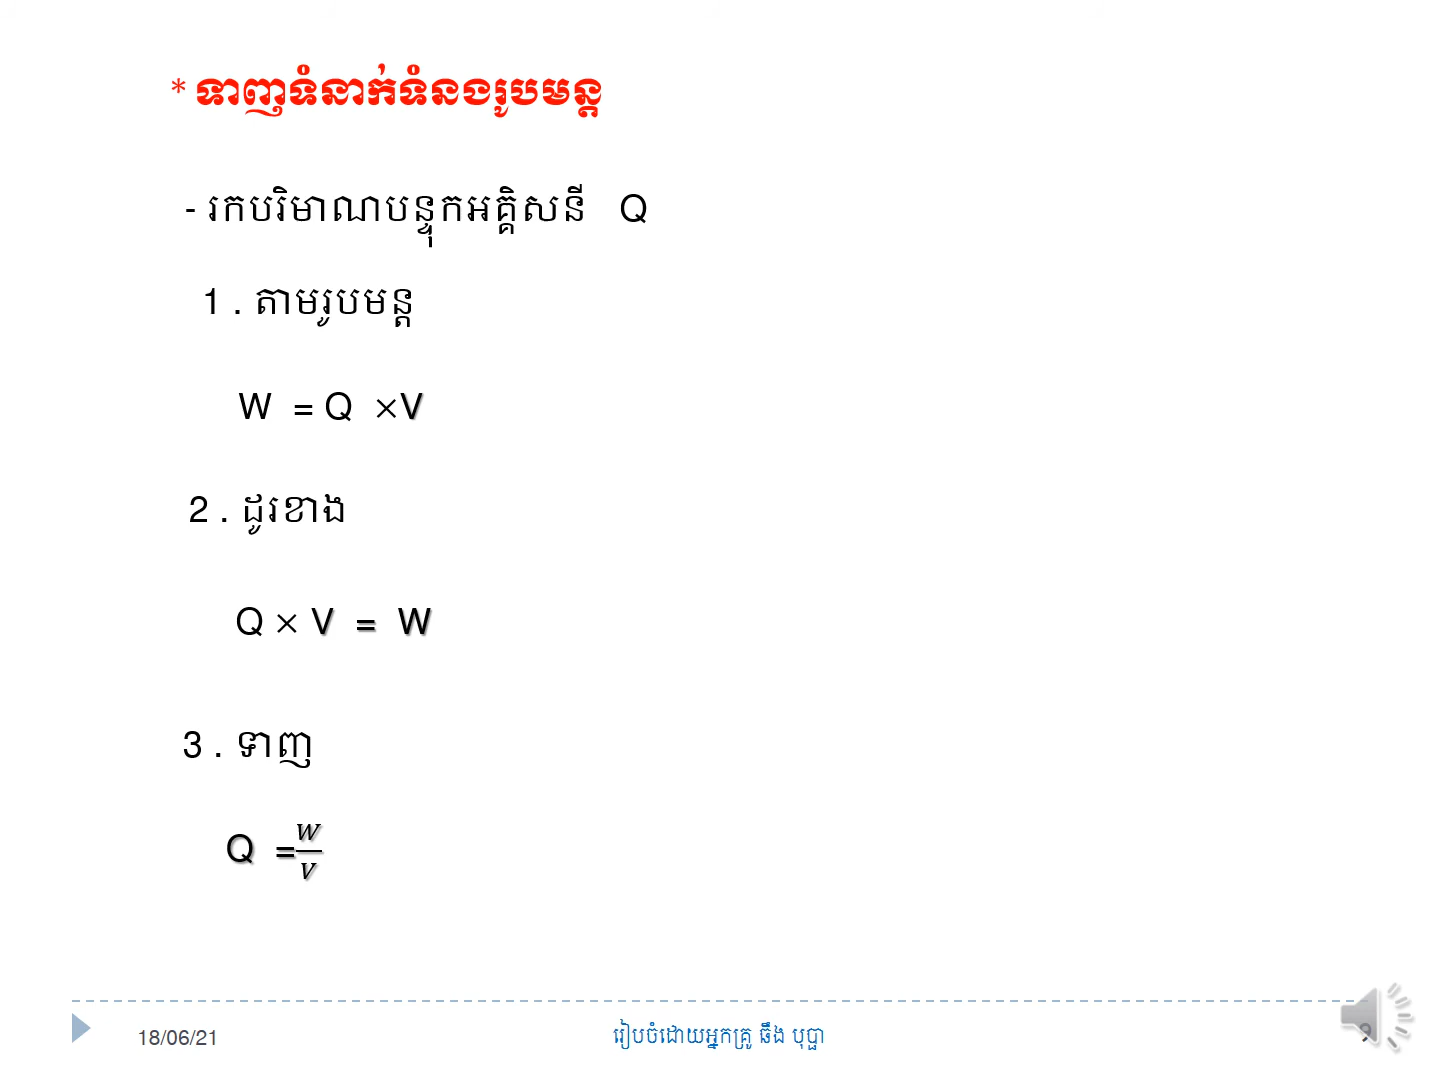 * ទាញទំនាក់ទំនងរូបមន្ត
- រកបរិមាណបន្ទុកអគ្គិសនី Q
1 . តាមរូបមន្ត
W = Q ×V
2 . ដូរខាង
Q × V = W
3 . ទាញ
Q =W/V
18/06/21 រៀបចំដោយអ្នកគ្រូ ឆឹង បុប្ផា 9